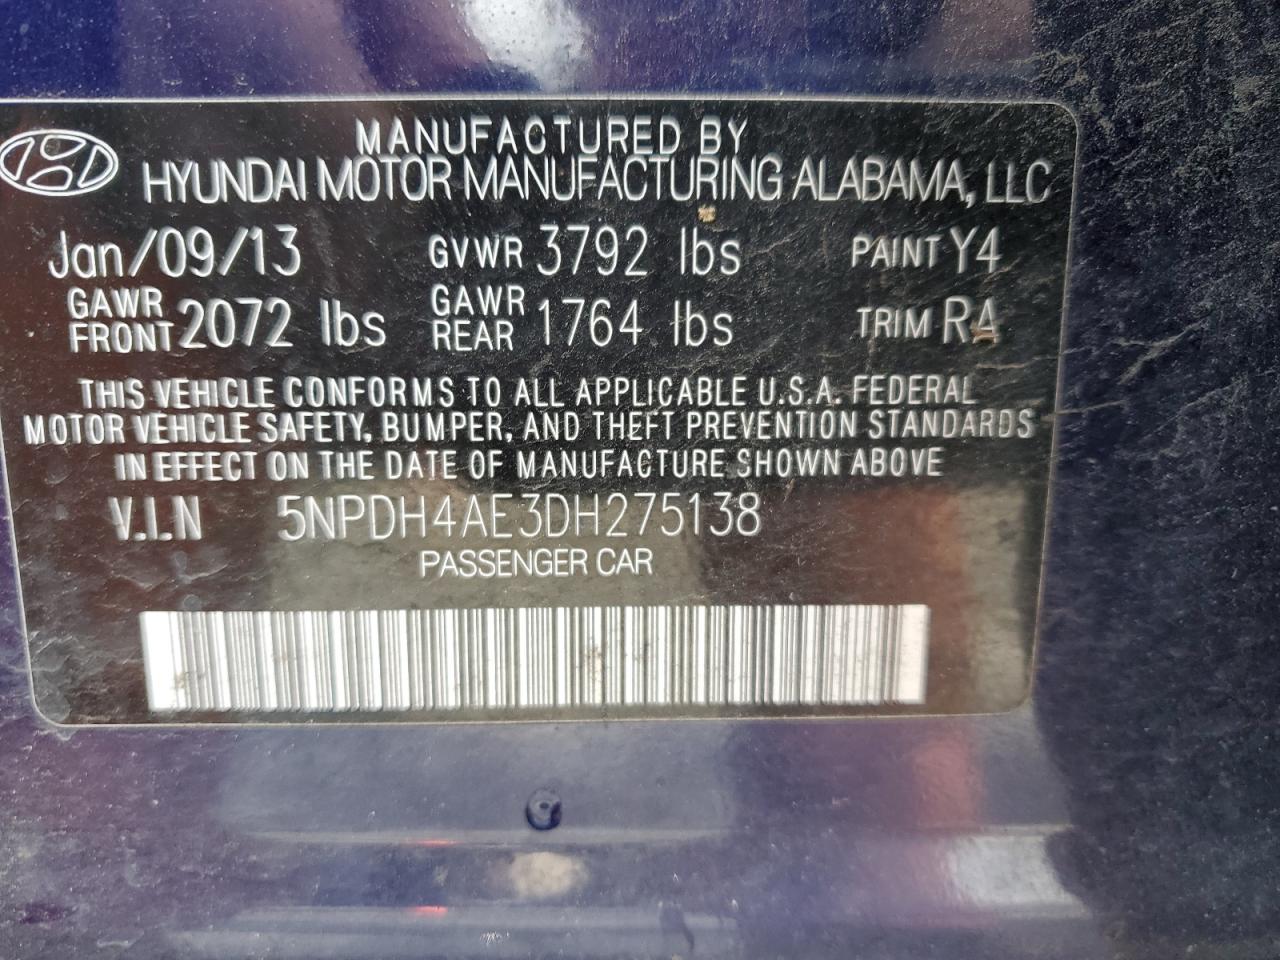 MANUFACTURED BY
HYUNDAI MOTOR MANUFACTURING ALABAMA, LLC
Jan/09/13 GVWR 3792 lbs PAINT Y4
GAWR FRONT 2072 lbs GAWR REAR 1764 lbs TRIM RA
THIS VEHICLE CONFORMS TO ALL APPLICABLE U.S.A. FEDERAL
MOTOR VEHICLE SAFETY, BUMPER, AND THEFT PREVENTION STANDARDS
IN EFFECT ON THE DATE OF MANUFACTURE SHOWN ABOVE
V.I.N 5NPDH4AE3DH275138
PASSENGER CAR